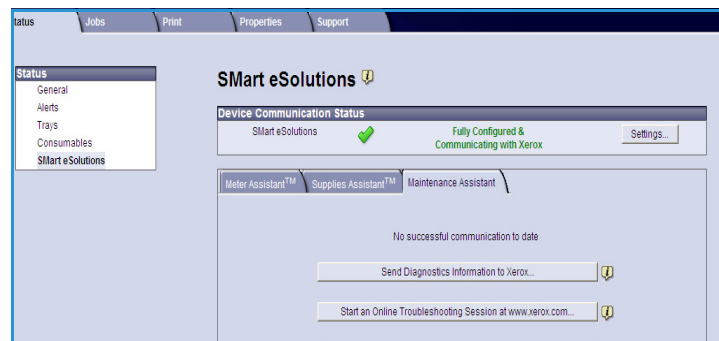 tatus Jobs Print Properties Support
Status
General
Alerts
Trays
Consumables
SMart eSolutions
SMart eSolutions
Device Communication Status
SMart eSolutions Fully Configured & Settings...
Communicating with Xerox
Meter Assistant™ Supplies Assistant™ Maintenance Assistant
No successful communication to date
Send Diagnostics Information to Xerox...
Start an Online Troubleshooting Session at www.xerox.com...